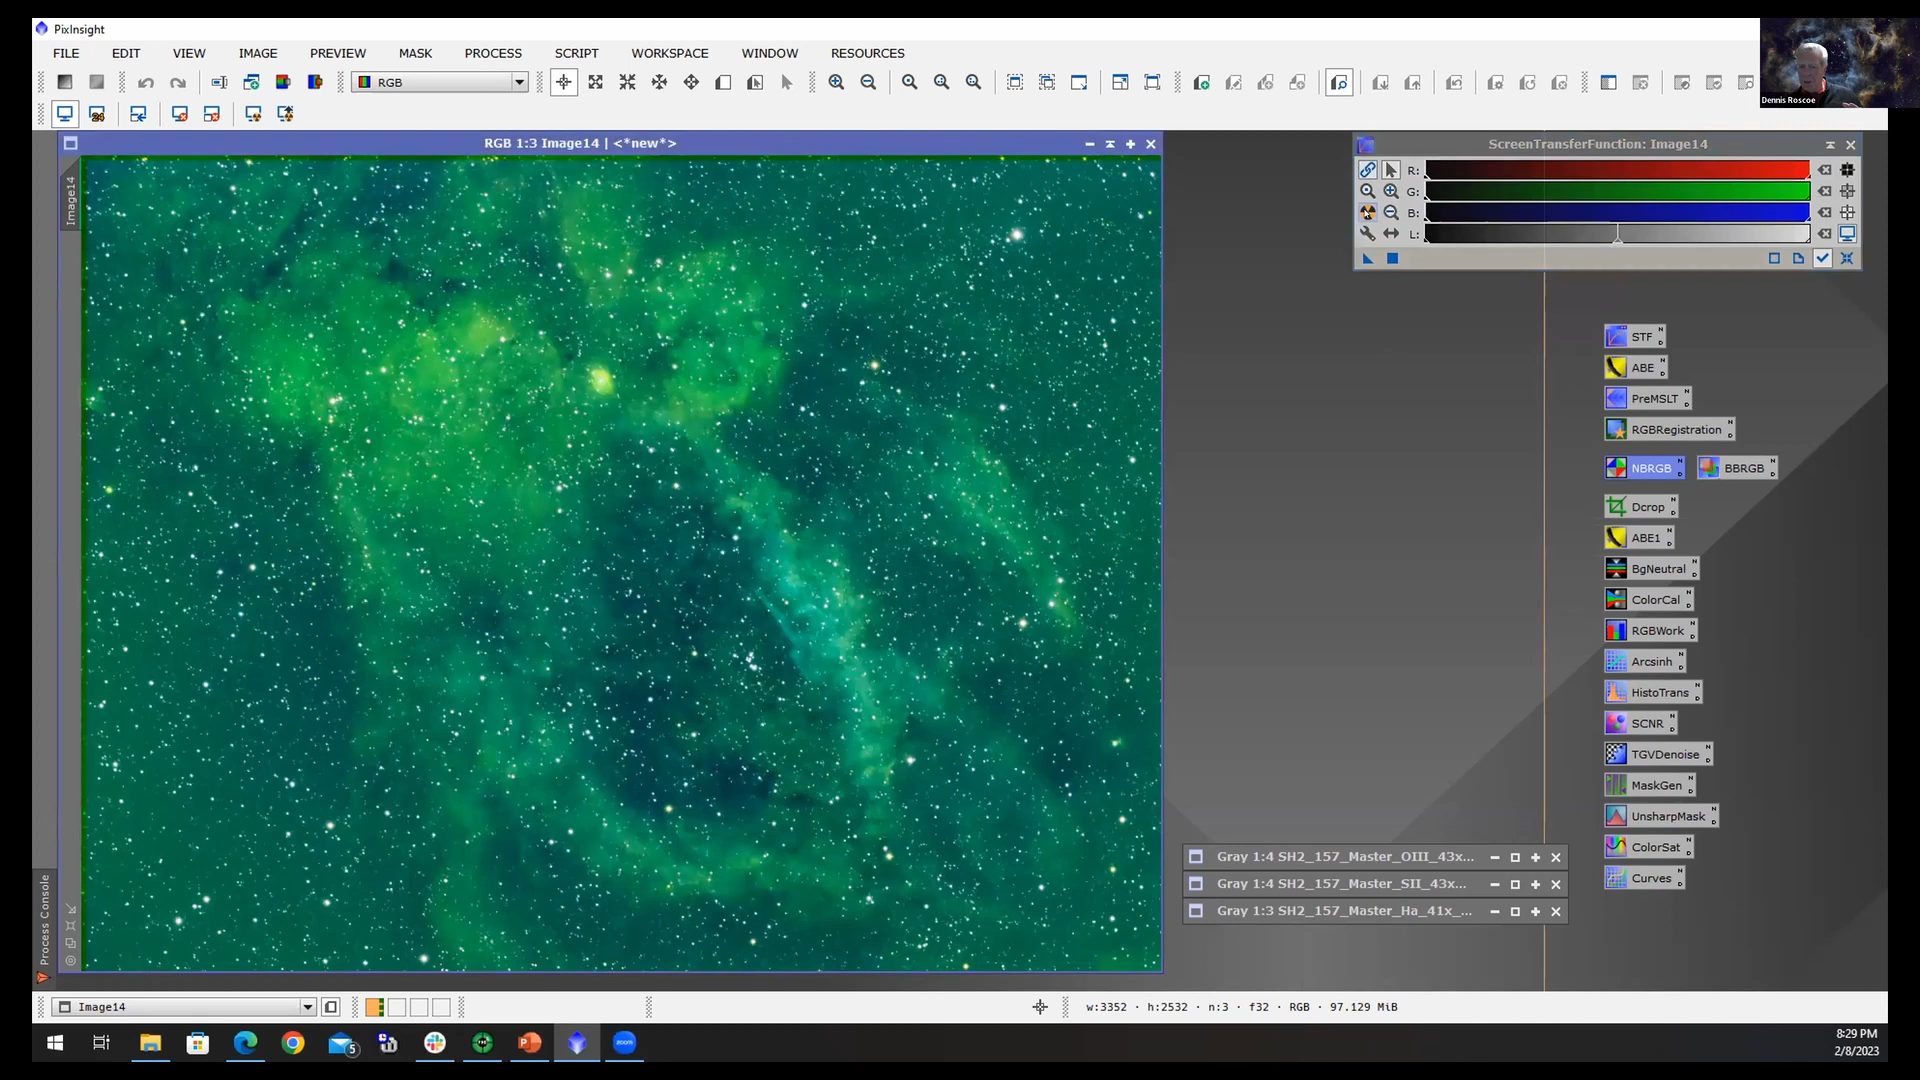 PixInsight
FILE EDIT VIEW IMAGE PREVIEW MASK PROCESS SCRIPT WORKSPACE WINDOW RESOURCES
RGB
24
Dennis Roscoe
RGB 1:3 Image14 | <*new*>
Image14
ScreenTransferFunction: Image14
R:
G:
B:
L:
STF
ABE
PreMSLT
RGBRegistration
NBRGB BBRGB
Dcrop
ABE1
BgNeutral
ColorCal
RGBWork
Arcsinh
HistoTrans
SCNR
TGVDenoise
MaskGen
UnsharpMask
ColorSat
Curves
Gray 1:4 SH2_157_Master_OIII_43x...
Gray 1:4 SH2_157_Master_SII_43x...
Gray 1:3 SH2_157_Master_Ha_41x_...
Process Console
Image14
w:3352 · h:2532 · n:3 · f32 · RGB · 97.129 MiB
5
zoom
8:29 PM
2/8/2023